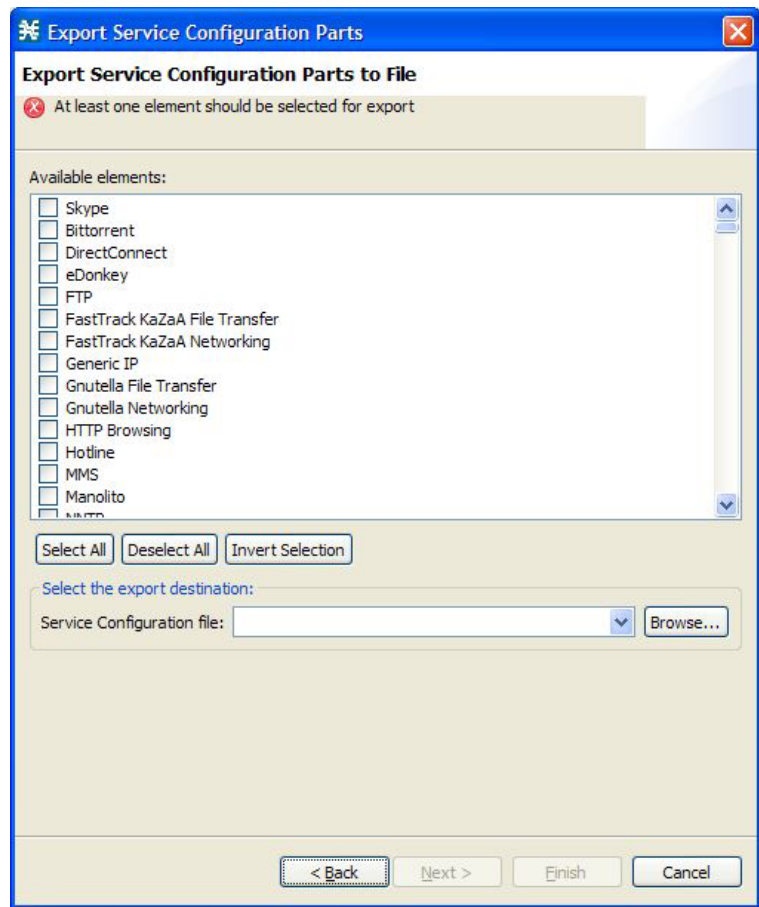 Export Service Configuration Parts
Export Service Configuration Parts to File
At least one element should be selected for export
Available elements:
Skype
Bittorrent
DirectConnect
eDonkey
FTP
FastTrack KaZaA File Transfer
FastTrack KaZaA Networking
Generic IP
Gnutella File Transfer
Gnutella Networking
HTTP Browsing
Hotline
MMS
Manolito
NNTP
Select All Deselect All Invert Selection
Select the export destination:
Service Configuration file: Browse...
< Back Next > Finish Cancel